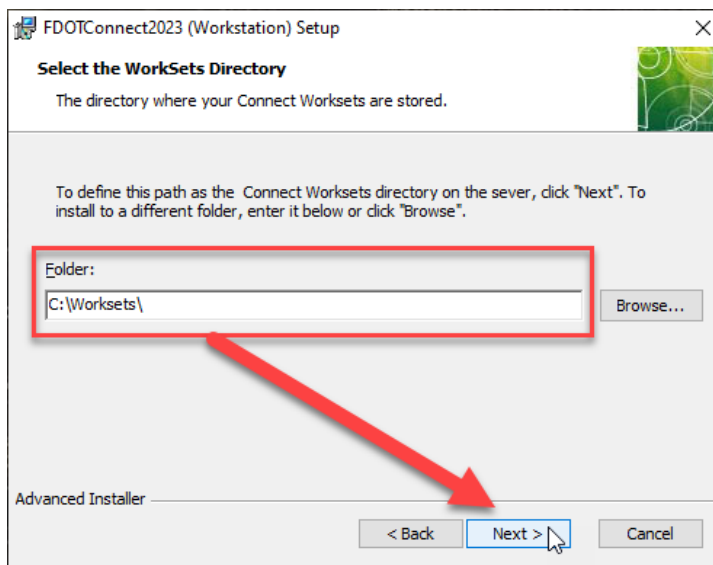 FDOTConnect2023 (Workstation) Setup
Select the WorkSets Directory
The directory where your Connect Worksets are stored.
To define this path as the  Connect Worksets directory on the sever, click "Next". To
install to a different folder, enter it below or click "Browse".
Folder:
C:\Worksets\
Browse...
Advanced Installer
< Back
Next >
Cancel